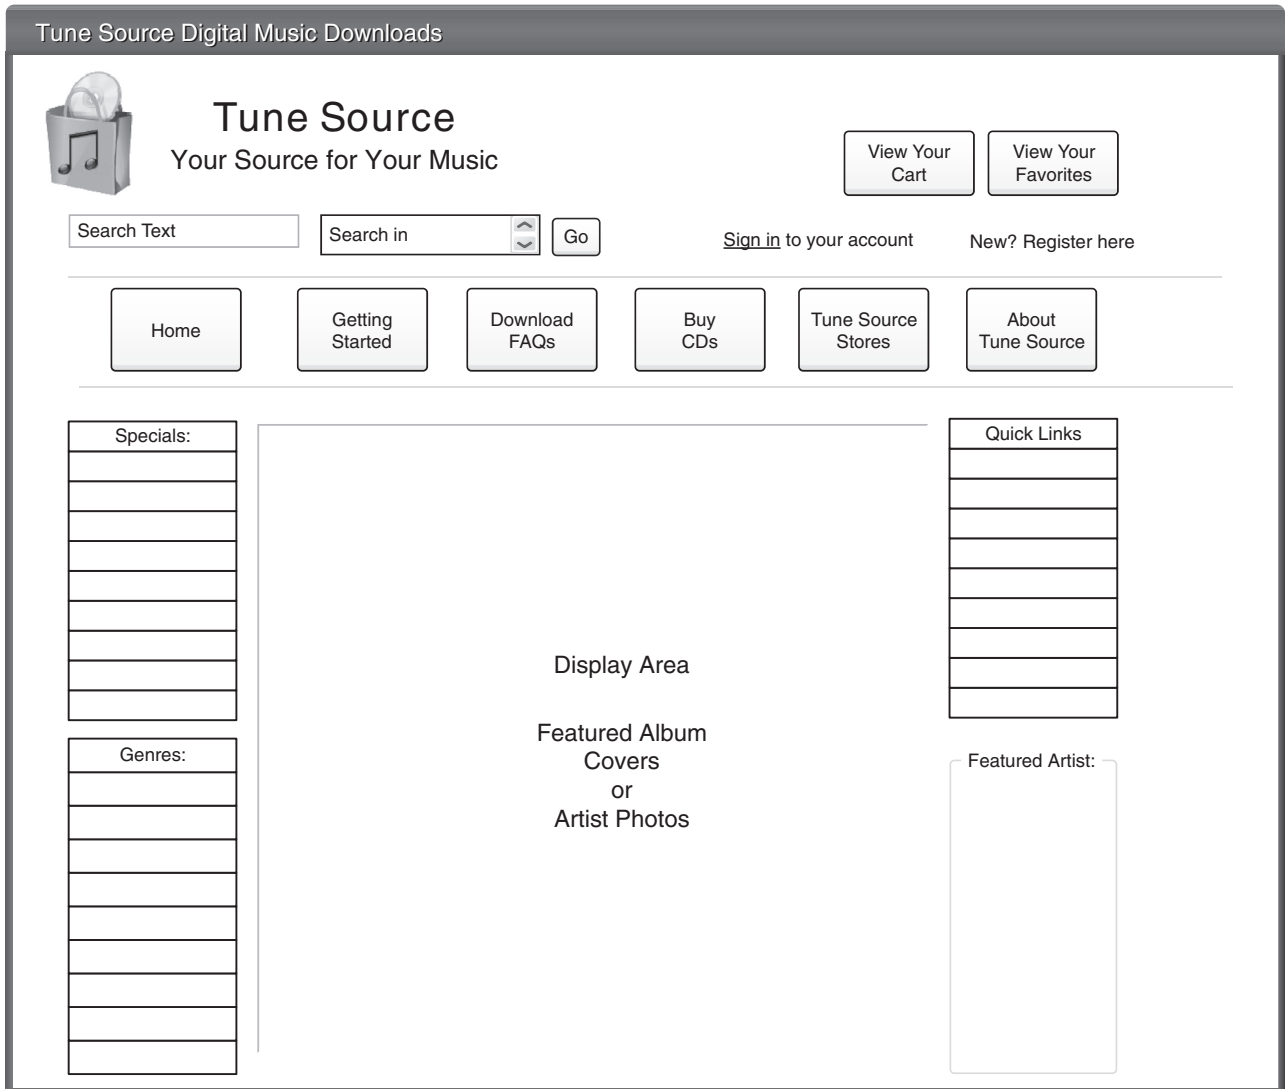 Tune Source Digital Music Downloads
Tune Source
Your Source for Your Music
View Your
Cart
View Your
Favorites
Search Text
Search in
Go
Sign in to your account
New? Register here
Home
Getting
Started
Download
FAQs
Buy
CDs
Tune Source
Stores
About
Tune Source
Specials:
Quick Links
Display Area
Featured Album
Covers
or
Artist Photos
Genres:
Featured Artist: